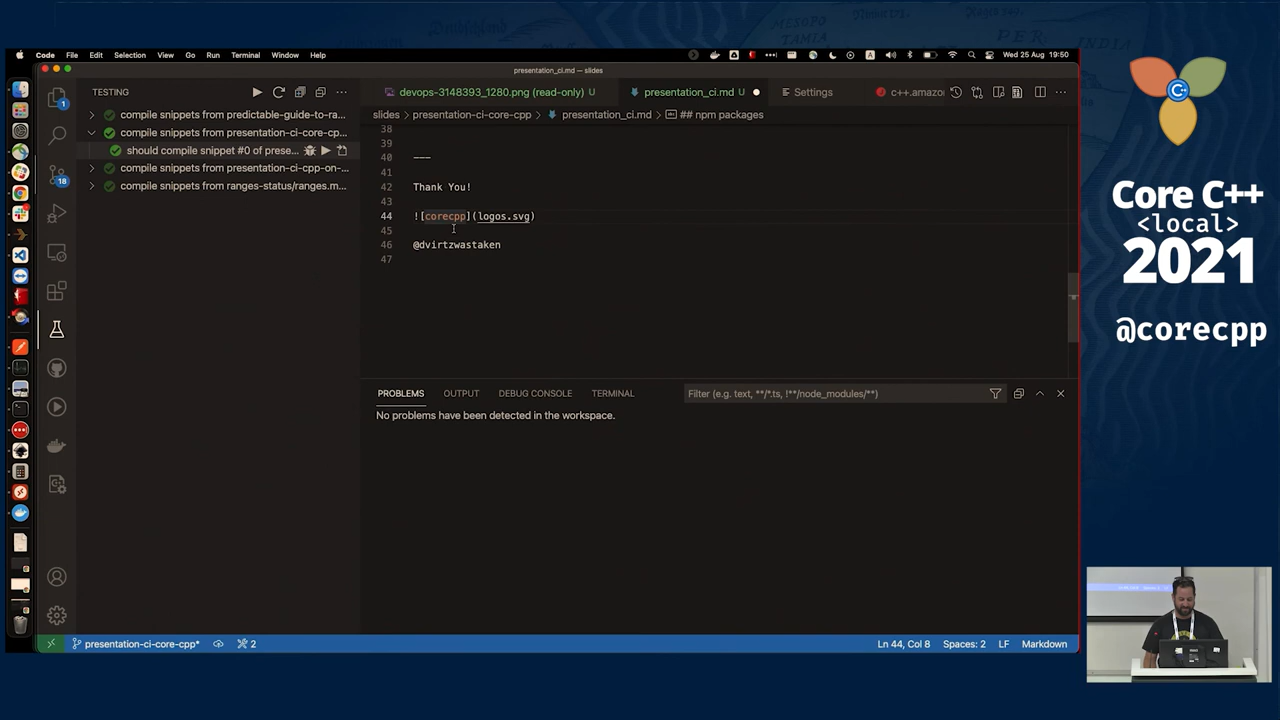 Code File Edit Selection View Go Run Terminal Window Help
A
Wed 25 Aug 19:50
presentation_ci.md — slides
TESTING
devops-3148393_1280.png (read-only) U
presentation_ci.md U
Settings
c++.amazo
slides > presentation-ci-core-cpp > presentation_ci.md > ## npm packages
1
18
compile snippets from predictable-guide-to-ra...
compile snippets from presentation-ci-core-cp...
should compile snippet #0 of prese...
compile snippets from presentation-ci-cpp-on-...
compile snippets from ranges-status/ranges.m...
38
39
40 ---
41
42 Thank You!
43
44 ![corecpp](logos.svg)
45
46 @dvirtzwastaken
47
PROBLEMS OUTPUT DEBUG CONSOLE TERMINAL
Filter (e.g. text, **/*.ts, !**/node_modules/**)
No problems have been detected in the workspace.
presentation-ci-core-cpp*
2
Ln 44, Col 8 Spaces: 2 LF Markdown
C++
Core C++
<local>
2021
@corecpp